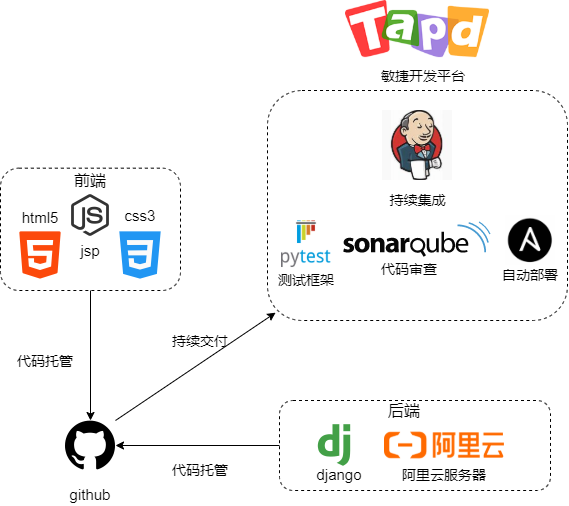 Tapd
敏捷开发平台
持续集成
pytest
测试框架
sonarqube
代码审查
自动部署
前端
html5
JS
jsp
css3
5
3
代码托管
持续交付
github
后端
dj
django
阿里云
阿里云服务器
代码托管